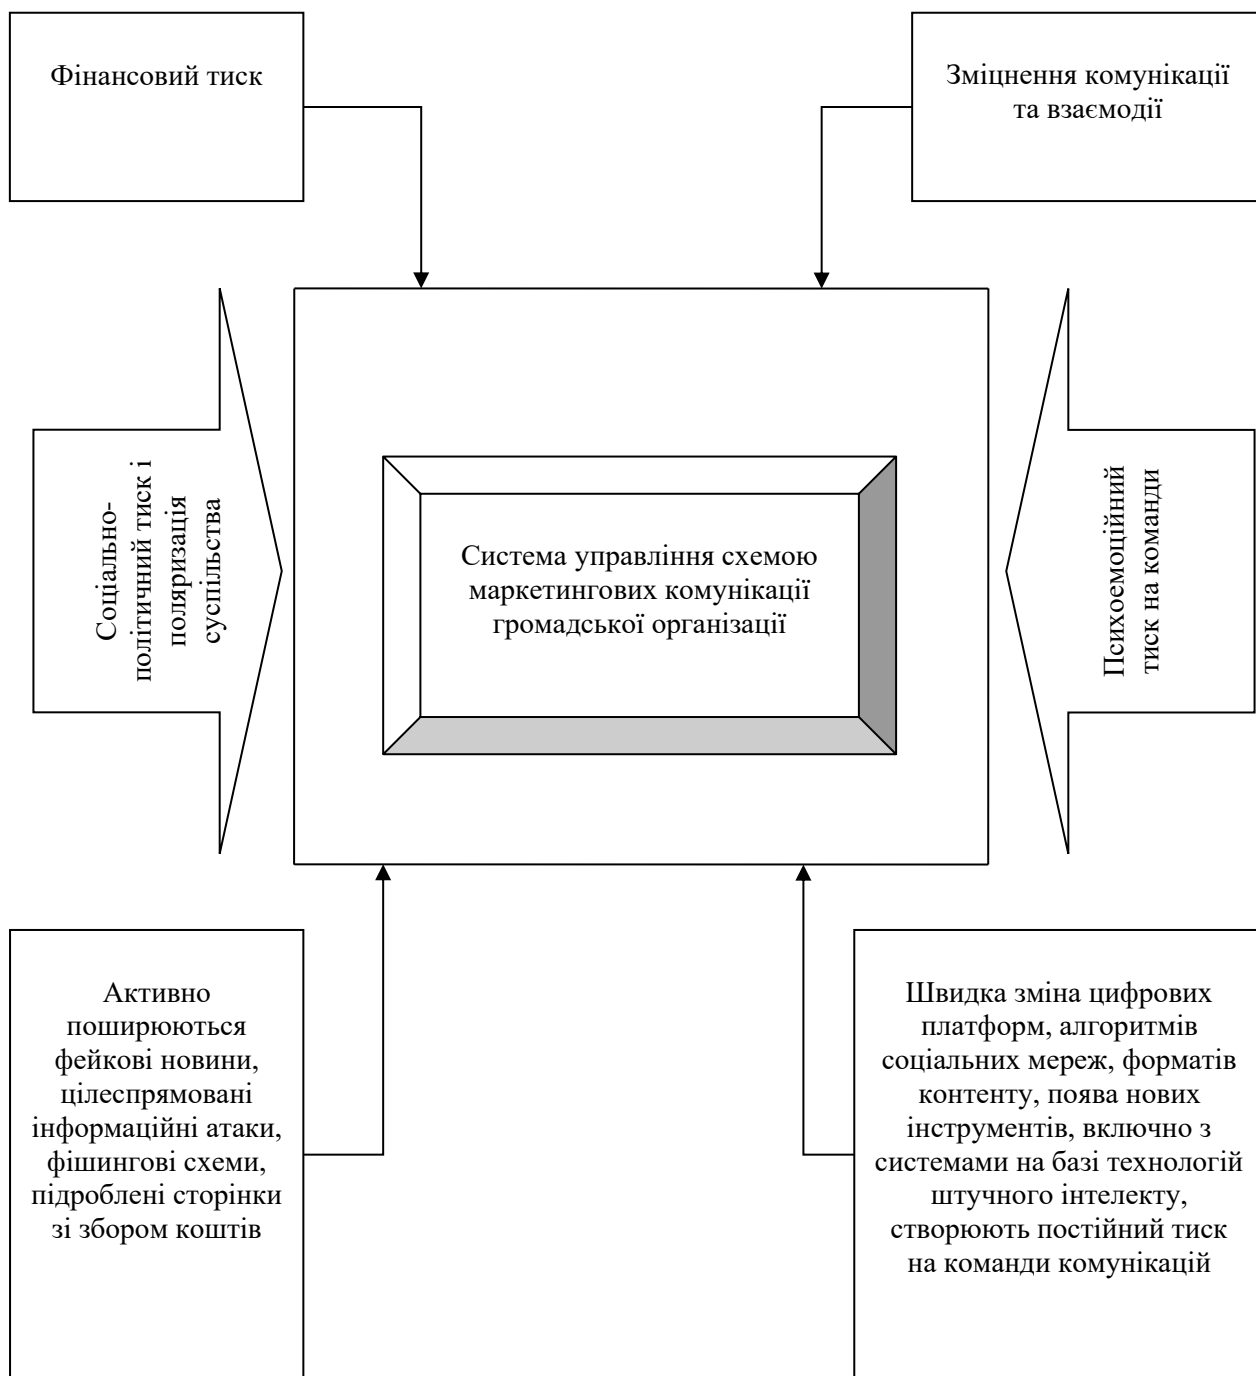 Фінансовий тиск
Зміцнення комунікації
та взаємодії
Соціально-
політичний тиск і
поляризація
суспільства
Система управління схемою
маркетингових комунікації
громадської організації
Психоемоційний
тиск на команди
Активно
поширюються
фейкові новини,
цілеспрямовані
інформаційні атаки,
фішингові схеми,
підроблені сторінки
зі збором коштів
Швидка зміна цифрових
платформ, алгоритмів
соціальних мереж, форматів
контенту, поява нових
інструментів, включно з
системами на базі технологій
штучного інтелекту,
створюють постійний тиск
на команди комунікацій